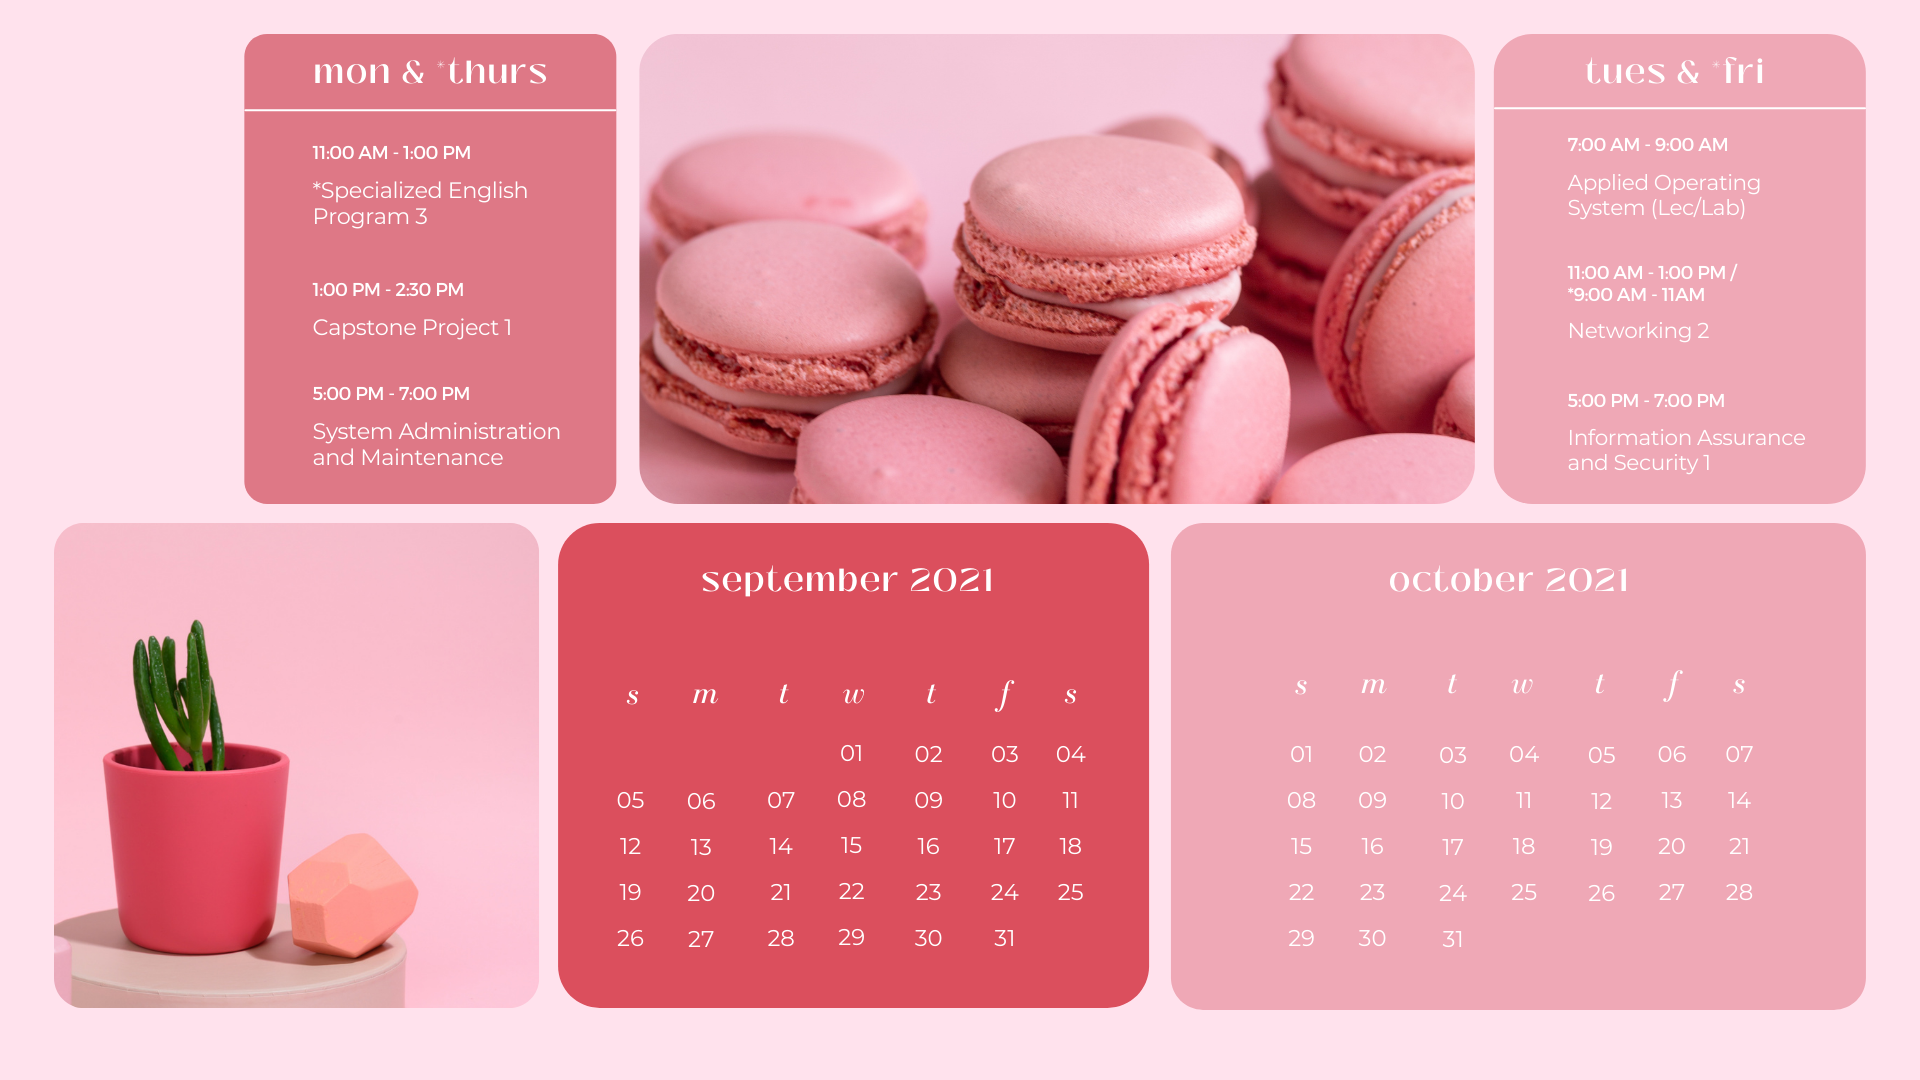 mon & *thurs
11:00 AM - 1:00 PM
*Specialized English
Program 3
1:00 PM - 2:30 PM
Capstone Project 1
5:00 PM - 7:00 PM
System Administration
and Maintenance
tues & *fri
7:00 AM - 9:00 AM
Applied Operating
System (Lec/Lab)
11:00 AM - 1:00 PM /
*9:00 AM - 11AM
Networking 2
5:00 PM - 7:00 PM
Information Assurance
and Security 1
september 2021
s m t w t f s
01 02 03 04
05 06 07 08 09 10 11
12 13 14 15 16 17 18
19 20 21 22 23 24 25
26 27 28 29 30 31
october 2021
s m t w t f s
01 02 03 04 05 06 07
08 09 10 11 12 13 14
15 16 17 18 19 20 21
22 23 24 25 26 27 28
29 30 31